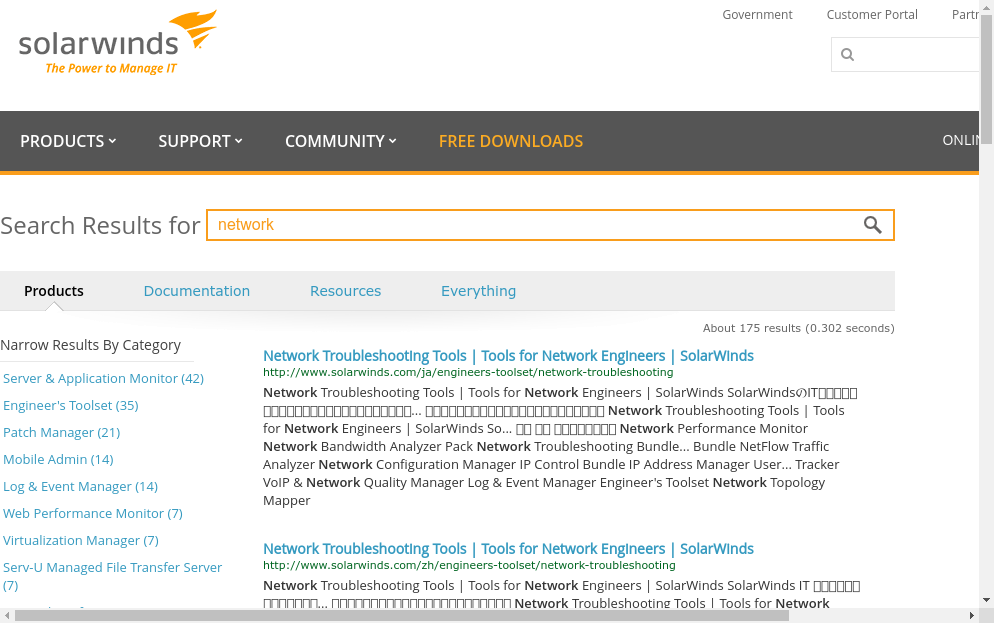 Government Customer Portal
solarwinds
The Power to Manage IT
PRODUCTS SUPPORT COMMUNITY FREE DOWNLOADS
Search Results for network
Products Documentation Resources Everything
About 175 results (0.302 seconds)
Narrow Results By Category
Server & Application Monitor (42)
Engineer's Toolset (35)
Patch Manager (21)
Mobile Admin (14)
Log & Event Manager (14)
Web Performance Monitor (7)
Virtualization Manager (7)
Serv-U Managed File Transfer Server
(7)
Network Troubleshooting Tools | Tools for Network Engineers | SolarWinds
http://www.solarwinds.com/ja/engineers-toolset/network-troubleshooting
Network Troubleshooting Tools | Tools for Network Engineers | SolarWinds SolarWindsのIT
... Network Troubleshooting Tools | Tools
for Network Engineers | SolarWinds So... Network Performance Monitor
Network Bandwidth Analyzer Pack Network Troubleshooting Bundle... Bundle NetFlow Traffic
Analyzer Network Configuration Manager IP Control Bundle IP Address Manager User... Tracker
VoIP & Network Quality Manager Log & Event Manager Engineer's Toolset Network Topology
Mapper
Network Troubleshooting Tools | Tools for Network Engineers | SolarWinds
http://www.solarwinds.com/zh/engineers-toolset/network-troubleshooting
Network Troubleshooting Tools | Tools for Network Engineers | SolarWinds SolarWinds IT
... Network Troubleshooting Tools | Tools for Network